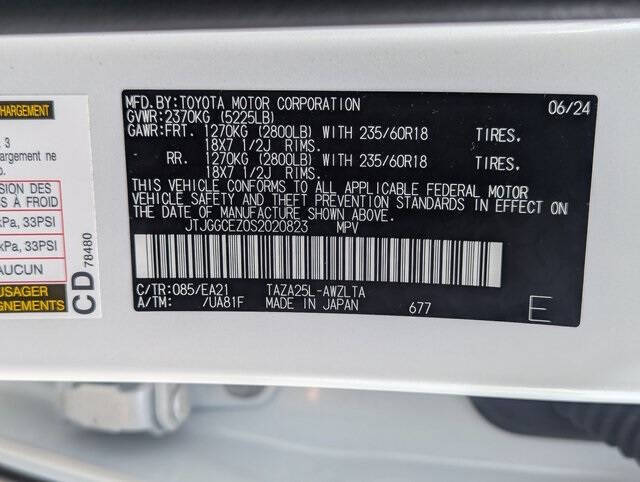 CHARGEMENT
3
hargement ne
kg ou
SION DES
S À FROID
kPa, 33PSI
kPa, 33PSI
AUCUN
USAGER
GNEMENTS
CD 78480
MFD.BY:TOYOTA MOTOR CORPORATION 06/24
GVWR:2370KG (5225LB)
GAWR:FRT. 1270KG (2800LB) WITH 235/60R18 TIRES.
18X7 1/2J RIMS.
RR. 1270KG (2800LB) WITH 235/60R18 TIRES.
18X7 1/2J RIMS.
THIS VEHICLE CONFORMS TO ALL APPLICABLE FEDERAL MOTOR
VEHICLE SAFETY AND THEFT PREVENTION STANDARDS IN EFFECT ON
THE DATE OF MANUFACTURE SHOWN ABOVE.
JTJGGCEZ0S2020823 MPV
C/TR:085/EA21 TAZA25L-AWZLTA
A/TM: /UA81F MADE IN JAPAN 677 E